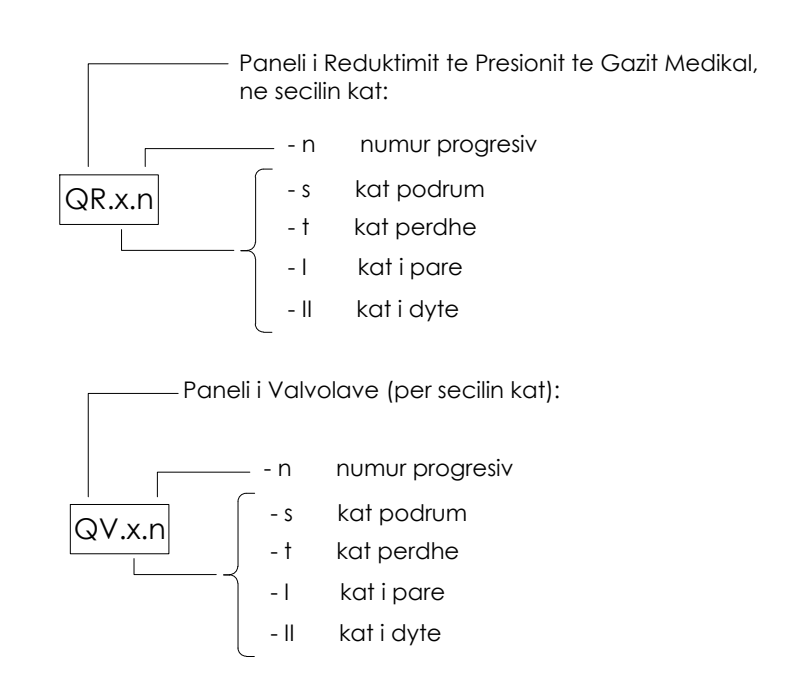 Paneli i Reduktimit te Presionit te Gazit Medikal,
ne secilin kat:
- n numur progresiv
QR.x.n
- s kat podrum
- t kat perdhe
- I kat i pare
- II kat i dyte
Paneli i Valvolave (per secilin kat):
- n numur progresiv
QV.x.n
- s kat podrum
- t kat perdhe
- I kat i pare
- II kat i dyte